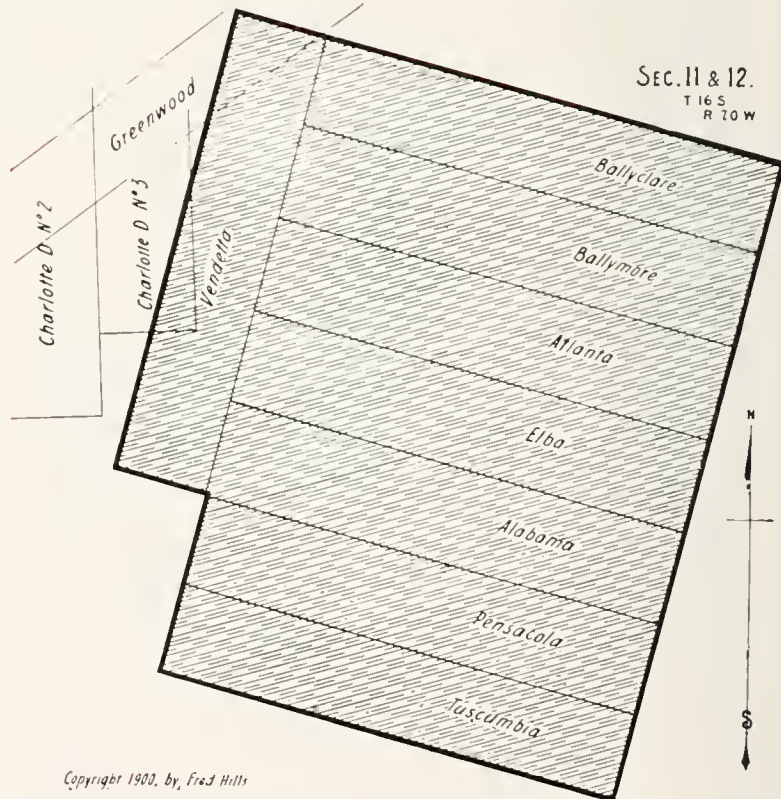 SEC. 11 & 12.
T 16 S
R 70 W
Greenwood
Charlotte D Nº 2
Charlotte D Nº 3
Vendetta
Ballyclare
Ballymore
Atlanta
Elba
Alabama
Pensacola
Tuscumbia
N
S
Copyright 1900, by, Fred Hills